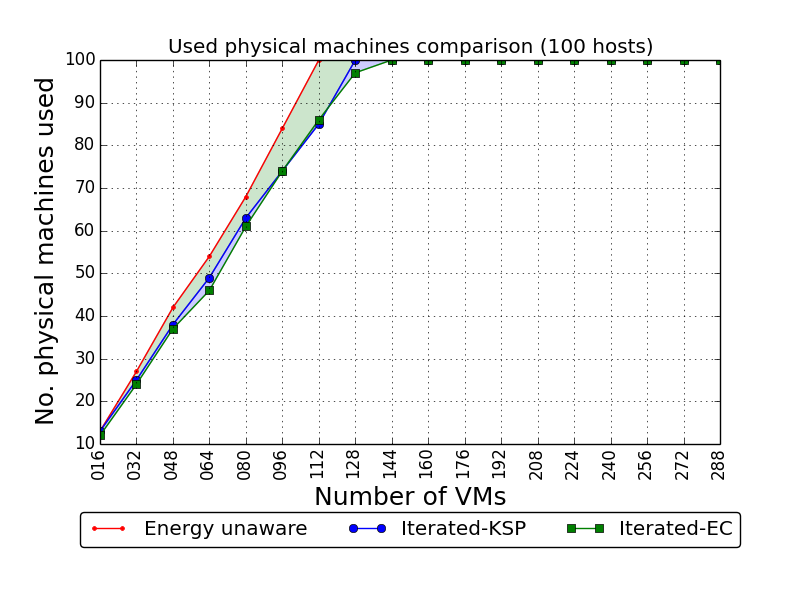 Used physical machines comparison (100 hosts)
No. physical machines used
100
90
80
70
60
50
40
30
20
10
016 032 048 064 080 096 112 128 144 160 176 192 208 224 240 256 272 288
Number of VMs
Energy unaware Iterated-KSP Iterated-EC